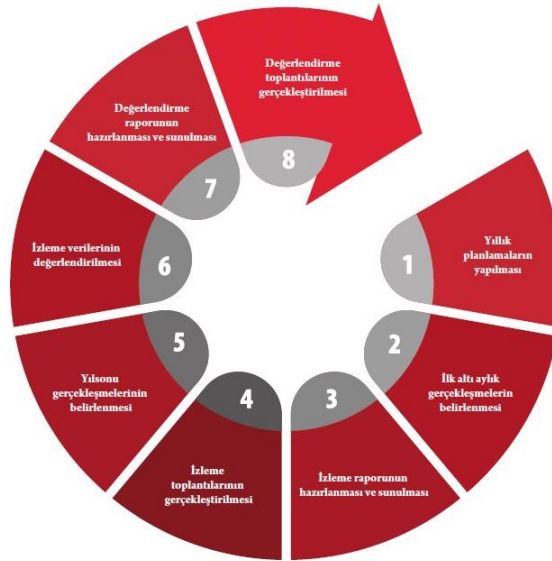 1
Yıllık
planlamaların
yapılması
2
İlk altı aylık
gerçekleşmelerin
belirlenmesi
3
İzleme raporunun
hazırlanması ve sunulması
4
İzleme
toplantılarının
gerçekleştirilmesi
5
Yılsonu
gerçekleşmelerinin
belirlenmesi
6
İzleme verilerinin
değerlendirilmesi
7
Değerlendirme
raporunun
hazırlanması ve sunulması
8
Değerlendirme
toplantılarının
gerçekleştirilmesi